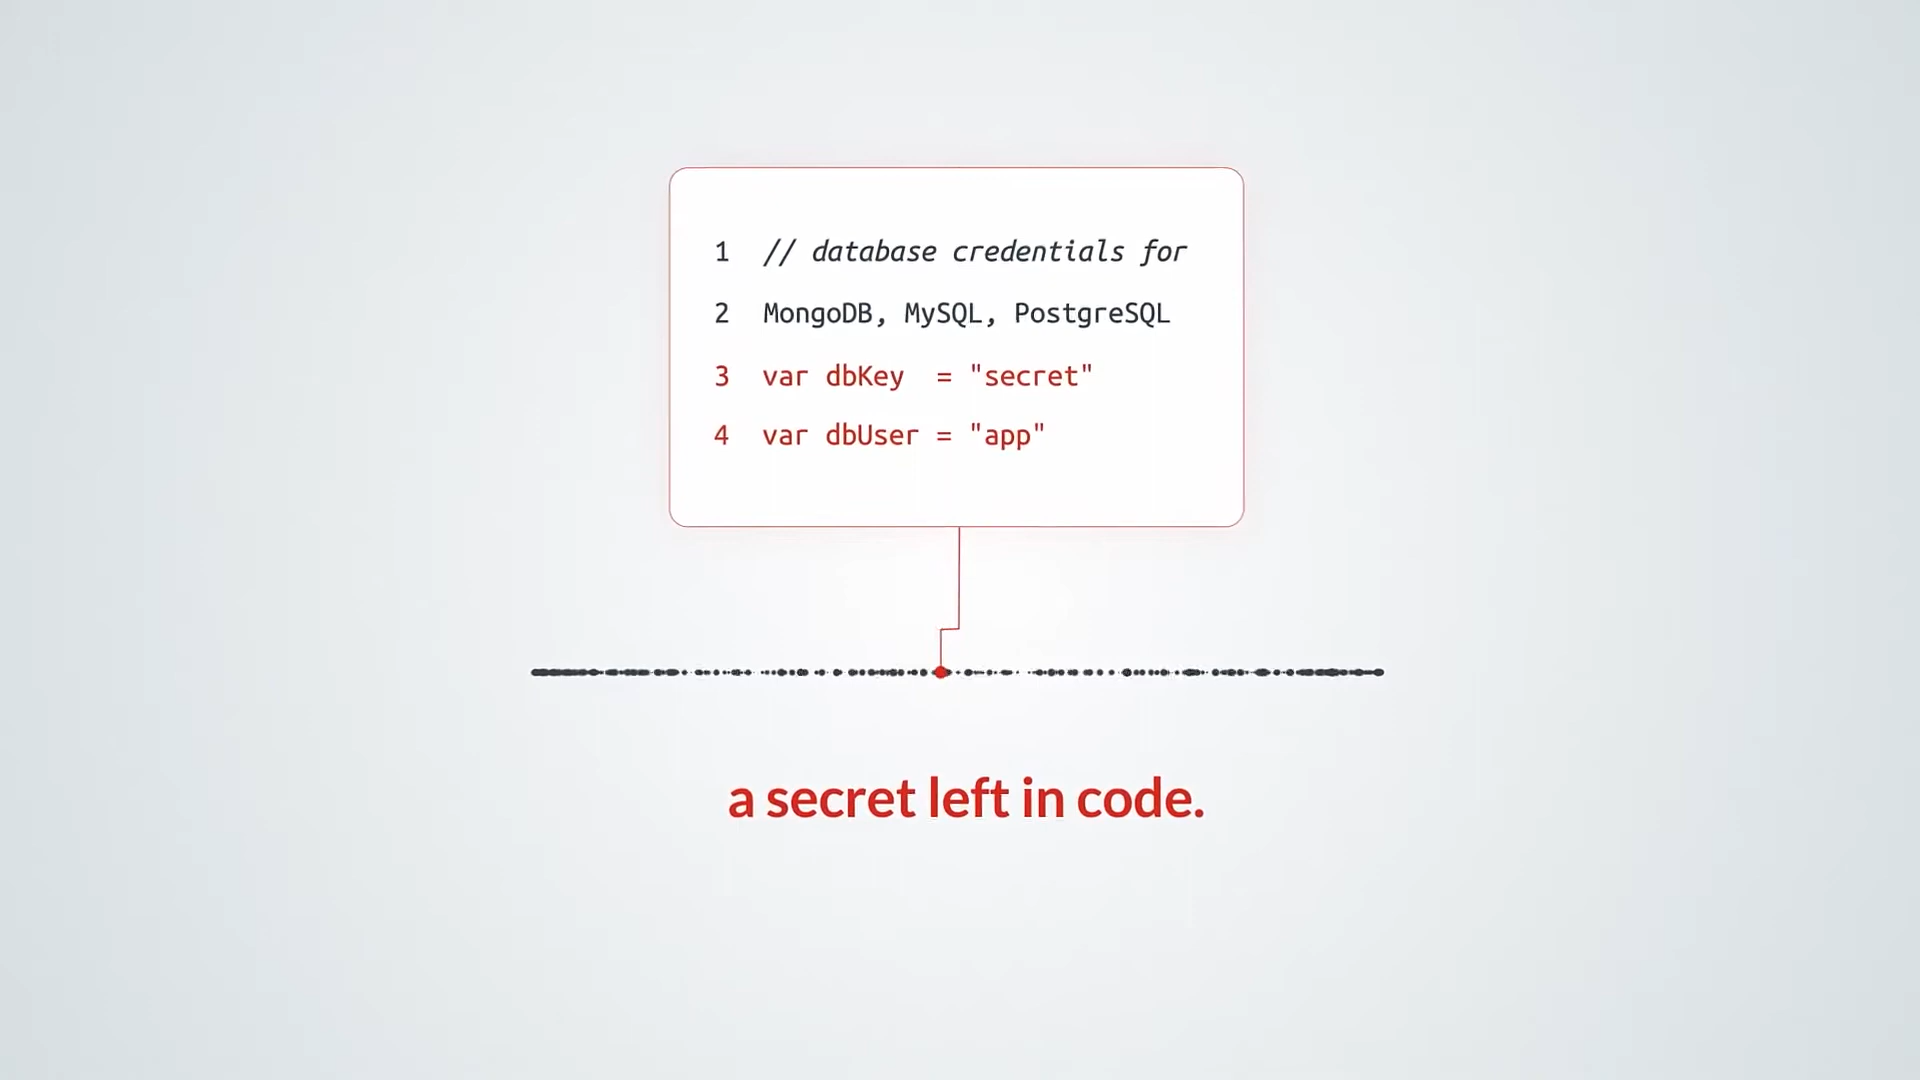 1 // database credentials for
2 MongoDB, MySQL, PostgreSQL
3 var dbKey  = "secret"
4 var dbUser = "app"
a secret left in code.